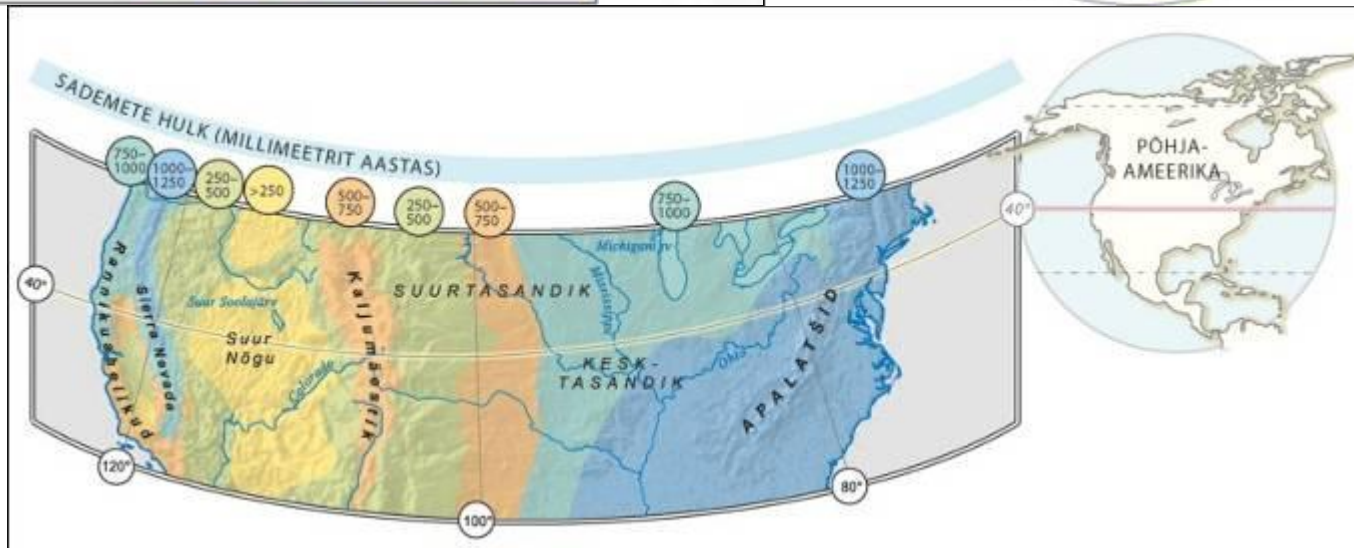 SADEMETE HULK (MILLIMEETRIT AASTAS)
750–
1000
1000–
1250
250–
500
>250
500–
750
250–
500
500–
750
750–
1000
1000–
1250
PÕHJA-
AMEERIKA
40°
40°
Rannikuahelikud
Sierra Nevada
Suur Soolajärv
Suur
Nõgu
Colorado
Kaljumäestik
SUURTASANDIK
Michigani jv
Mississippi
KESK-
TASANDIK
Ohio
APALATŠID
120°
100°
80°